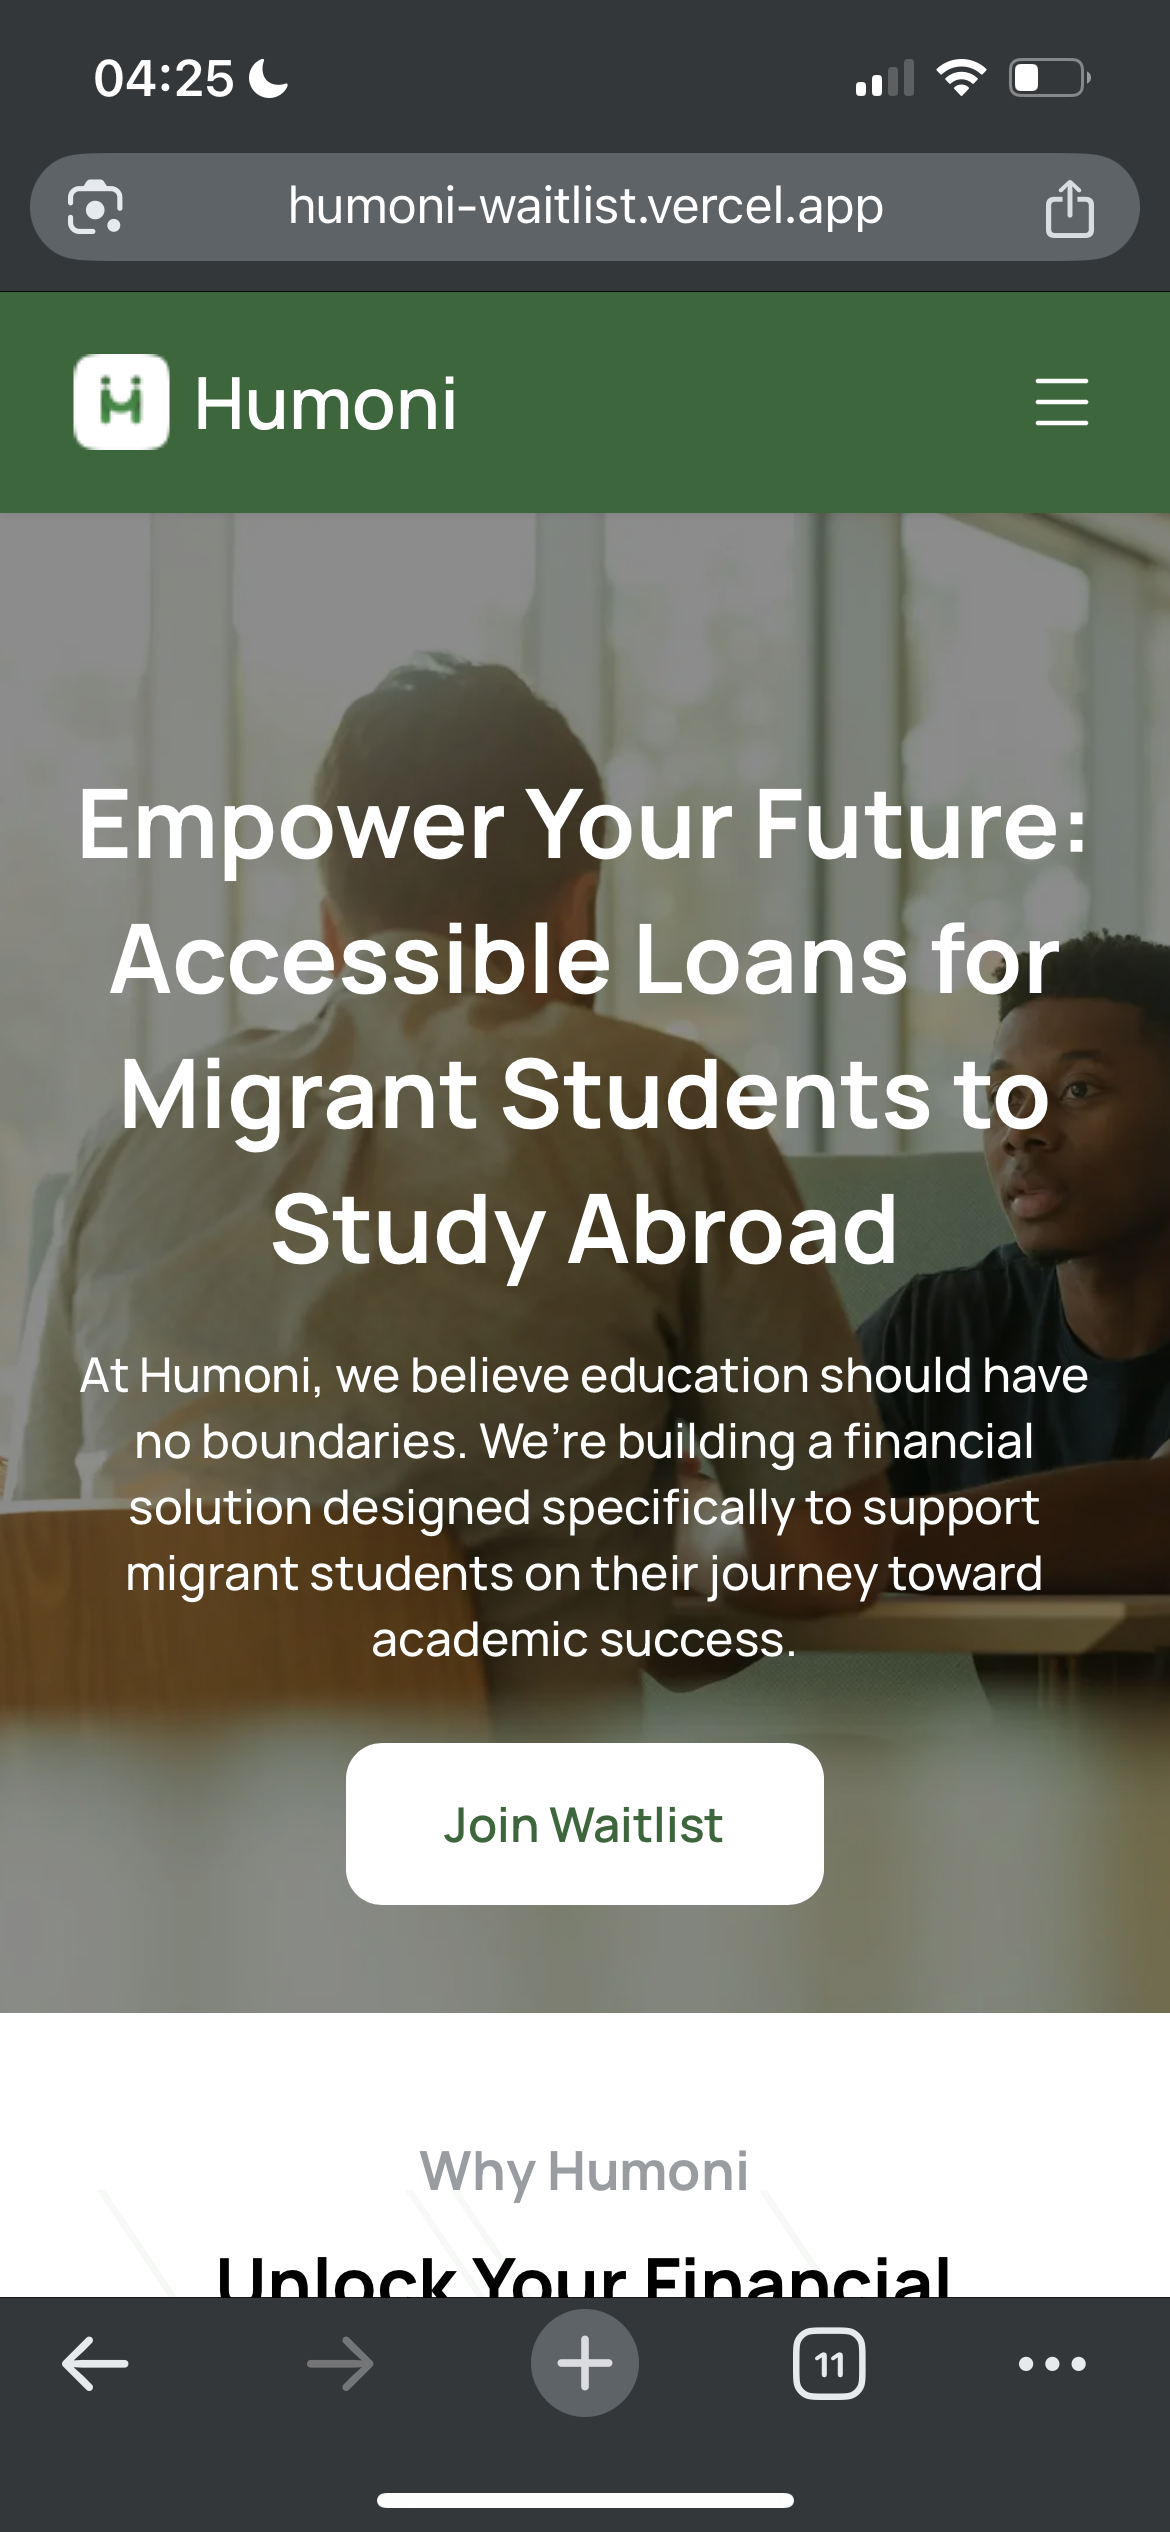 04:25
humoni-waitlist.vercel.app
Humoni
Empower Your Future:
Accessible Loans for
Migrant Students to
Study Abroad
At Humoni, we believe education should have
no boundaries. We’re building a financial
solution designed specifically to support
migrant students on their journey toward
academic success.
Join Waitlist
Why Humoni
Unlock Your Financial
11